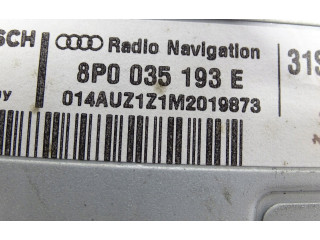 SCH Radio Navigation 31S
8P0 035 193 E
014AUZ1Z1M2019873